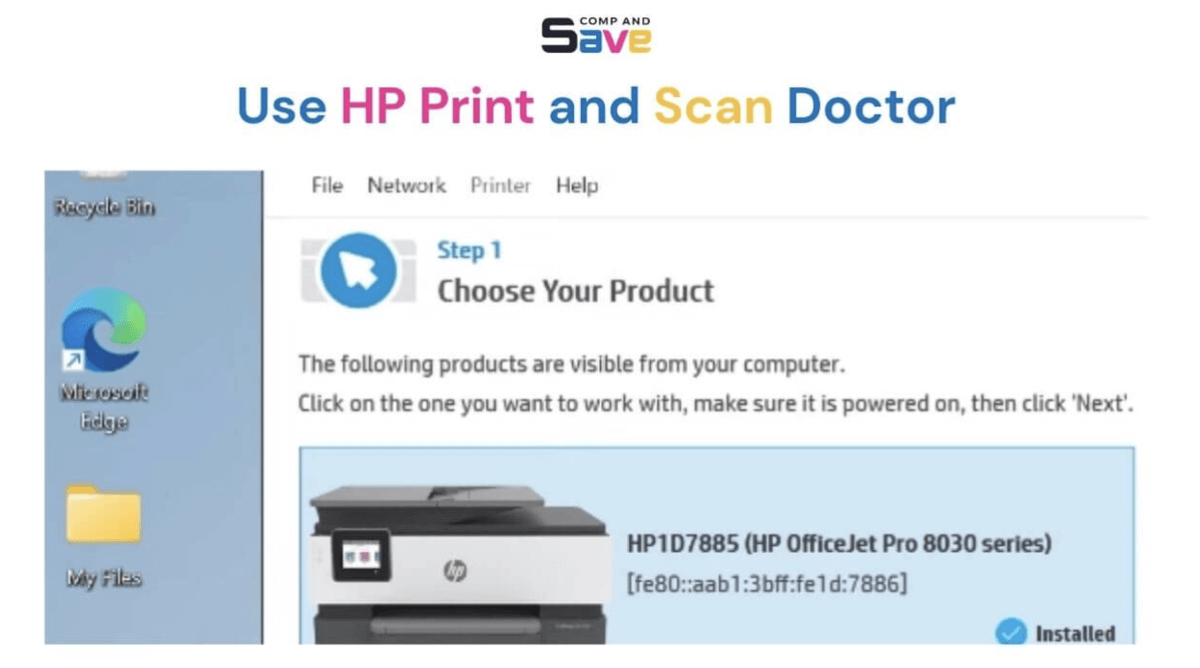 COMP AND
Save
Use HP Print and Scan Doctor
Recycle Bin
Microsoft
Edge
My Files
File Network Printer Help
Step 1
Choose Your Product
The following products are visible from your computer.
Click on the one you want to work with, make sure it is powered on, then click 'Next'.
hp
HP1D7885 (HP OfficeJet Pro 8030 series)
[fe80::aab1:3bff:fe1d:7886]
Installed